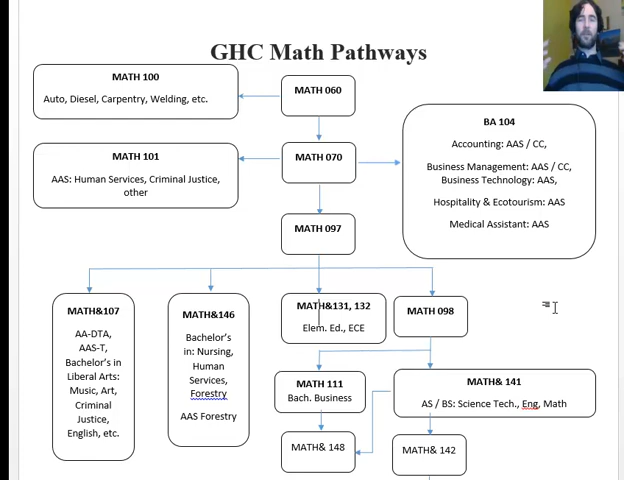 GHC Math Pathways
MATH 100
Auto, Diesel, Carpentry, Welding, etc.
MATH 060
BA 104
Accounting: AAS / CC,
Business Management: AAS / CC,
Business Technology: AAS,
Hospitality & Ecotourism: AAS
Medical Assistant: AAS
MATH 101
AAS: Human Services, Criminal Justice,
other
MATH 070
MATH 097
MATH&107
AA-DTA,
AAS-T,
Bachelor's in
Liberal Arts:
Music, Art,
Criminal
Justice,
English, etc.
MATH&146
Bachelor's
in: Nursing,
Human
Services,
Forestry
AAS Forestry
MATH&131, 132
Elem. Ed., ECE
MATH 098
MATH 111
Bach. Business
MATH& 141
AS / BS: Science Tech., Eng, Math
MATH& 148
MATH& 142